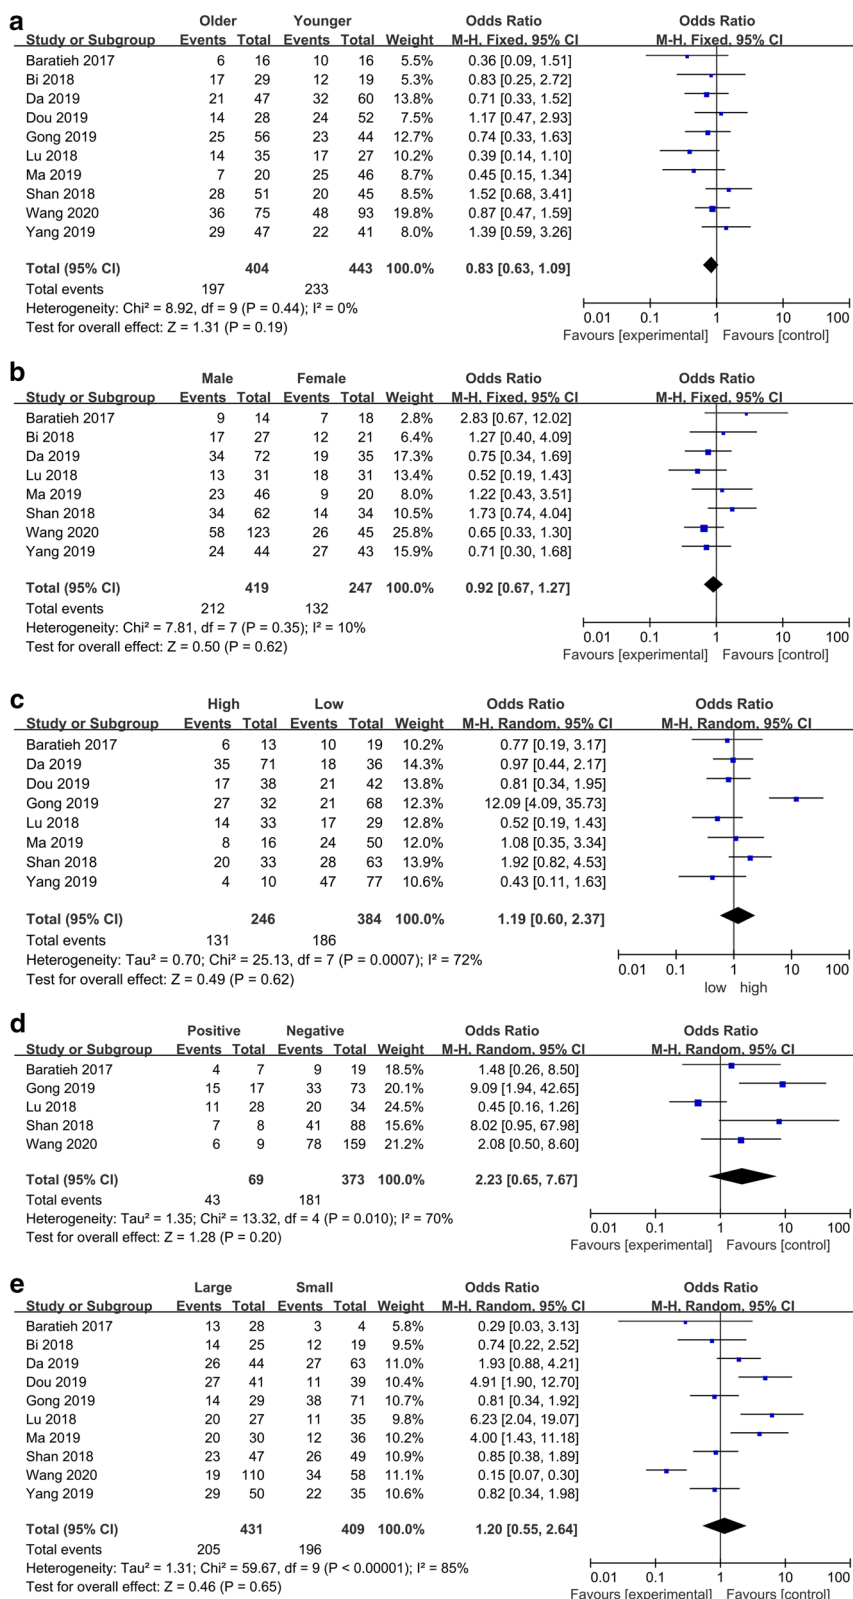 a
Older Younger Odds Ratio Odds Ratio
Study or Subgroup Events Total Events Total Weight M-H, Fixed, 95% CI M-H, Fixed, 95% CI
Baratieh 2017 6 16 10 16 5.5% 0.36 [0.09, 1.51]
Bi 2018 17 29 12 19 5.3% 0.83 [0.25, 2.72]
Da 2019 21 47 32 60 13.8% 0.71 [0.33, 1.52]
Dou 2019 14 28 24 52 7.5% 1.17 [0.47, 2.93]
Gong 2019 25 56 23 44 12.7% 0.74 [0.33, 1.63]
Lu 2018 14 35 17 27 10.2% 0.39 [0.14, 1.10]
Ma 2019 7 20 25 46 8.7% 0.45 [0.15, 1.34]
Shan 2018 28 51 20 45 8.5% 1.52 [0.68, 3.41]
Wang 2020 36 75 48 93 19.8% 0.87 [0.47, 1.59]
Yang 2019 29 47 22 41 8.0% 1.39 [0.59, 3.26]
Total (95% CI) 404 443 100.0% 0.83 [0.63, 1.09]
Total events 197 233
Heterogeneity: Chi² = 8.92, df = 9 (P = 0.44); I² = 0%
Test for overall effect: Z = 1.31 (P = 0.19)
0.01 0.1 1 10 100
Favours [experimental] Favours [control]
b
Male Female Odds Ratio Odds Ratio
Study or Subgroup Events Total Events Total Weight M-H, Fixed, 95% CI M-H, Fixed, 95% CI
Baratieh 2017 9 14 7 18 2.8% 2.83 [0.67, 12.02]
Bi 2018 17 27 12 21 6.4% 1.27 [0.40, 4.09]
Da 2019 34 72 19 35 17.3% 0.75 [0.34, 1.69]
Lu 2018 13 31 18 31 13.4% 0.52 [0.19, 1.43]
Ma 2019 23 46 9 20 8.0% 1.22 [0.43, 3.51]
Shan 2018 34 62 14 34 10.5% 1.73 [0.74, 4.04]
Wang 2020 58 123 26 45 25.8% 0.65 [0.33, 1.30]
Yang 2019 24 44 27 43 15.9% 0.71 [0.30, 1.68]
Total (95% CI) 419 247 100.0% 0.92 [0.67, 1.27]
Total events 212 132
Heterogeneity: Chi² = 7.81, df = 7 (P = 0.35); I² = 10%
Test for overall effect: Z = 0.50 (P = 0.62)
0.01 0.1 1 10 100
Favours [experimental] Favours [control]
c
High Low Odds Ratio Odds Ratio
Study or Subgroup Events Total Events Total Weight M-H, Random, 95% CI M-H, Random, 95% CI
Baratieh 2017 6 13 10 19 10.2% 0.77 [0.19, 3.17]
Da 2019 35 71 18 36 14.3% 0.97 [0.44, 2.17]
Dou 2019 17 38 21 42 13.8% 0.81 [0.34, 1.95]
Gong 2019 27 32 21 68 12.3% 12.09 [4.09, 35.73]
Lu 2018 14 33 17 29 12.8% 0.52 [0.19, 1.43]
Ma 2019 8 16 24 50 12.0% 1.08 [0.35, 3.34]
Shan 2018 20 33 28 63 13.9% 1.92 [0.82, 4.53]
Yang 2019 4 10 47 77 10.6% 0.43 [0.11, 1.63]
Total (95% CI) 246 384 100.0% 1.19 [0.60, 2.37]
Total events 131 186
Heterogeneity: Tau² = 0.70; Chi² = 25.13, df = 7 (P = 0.0007); I² = 72%
Test for overall effect: Z = 0.49 (P = 0.62)
0.01 0.1 1 10 100
low high
d
Positive Negative Odds Ratio Odds Ratio
Study or Subgroup Events Total Events Total Weight M-H, Random, 95% CI M-H, Random, 95% CI
Baratieh 2017 4 7 9 19 18.5% 1.48 [0.26, 8.50]
Gong 2019 15 17 33 73 20.1% 9.09 [1.94, 42.65]
Lu 2018 11 28 20 34 24.5% 0.45 [0.16, 1.26]
Shan 2018 7 8 41 88 15.6% 8.02 [0.95, 67.98]
Wang 2020 6 9 78 159 21.2% 2.08 [0.50, 8.60]
Total (95% CI) 69 373 100.0% 2.23 [0.65, 7.67]
Total events 43 181
Heterogeneity: Tau² = 1.35; Chi² = 13.32, df = 4 (P = 0.010); I² = 70%
Test for overall effect: Z = 1.28 (P = 0.20)
0.01 0.1 1 10 100
Favours [experimental] Favours [control]
e
Large Small Odds Ratio Odds Ratio
Study or Subgroup Events Total Events Total Weight M-H, Random, 95% CI M-H, Random, 95% CI
Baratieh 2017 13 28 3 4 5.8% 0.29 [0.03, 3.13]
Bi 2018 14 25 12 19 9.5% 0.74 [0.22, 2.52]
Da 2019 26 44 27 63 11.0% 1.93 [0.88, 4.21]
Dou 2019 27 41 11 39 10.4% 4.91 [1.90, 12.70]
Gong 2019 14 29 38 71 10.7% 0.81 [0.34, 1.92]
Lu 2018 20 27 11 35 9.8% 6.23 [2.04, 19.07]
Ma 2019 20 30 12 36 10.2% 4.00 [1.43, 11.18]
Shan 2018 23 47 26 49 10.9% 0.85 [0.38, 1.89]
Wang 2020 19 110 34 58 11.1% 0.15 [0.07, 0.30]
Yang 2019 29 50 22 35 10.6% 0.82 [0.34, 1.98]
Total (95% CI) 431 409 100.0% 1.20 [0.55, 2.64]
Total events 205 196
Heterogeneity: Tau² = 1.31; Chi² = 59.67, df = 9 (P < 0.00001); I² = 85%
Test for overall effect: Z = 0.46 (P = 0.65)
0.01 0.1 1 10 100
Favours [experimental] Favours [control]